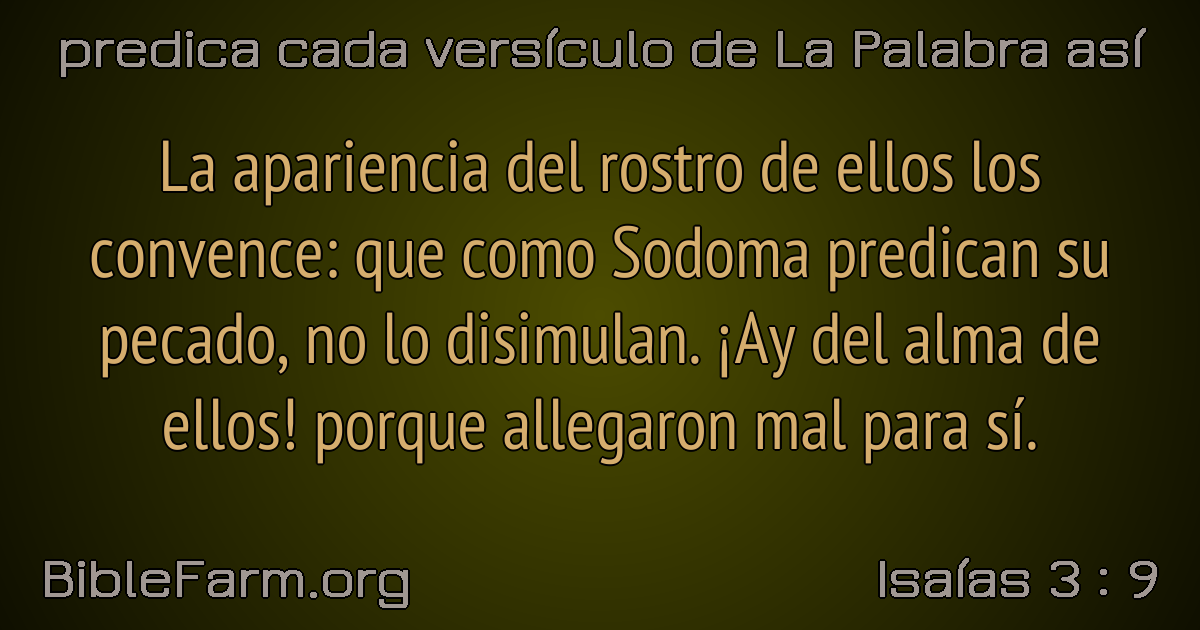 predica cada versículo de La Palabra así
La apariencia del rostro de ellos los
convence: que como Sodoma predican su
pecado, no lo disimulan. ¡Ay del alma de
ellos! porque allegaron mal para sí.
BibleFarm.org
Isaías 3 : 9